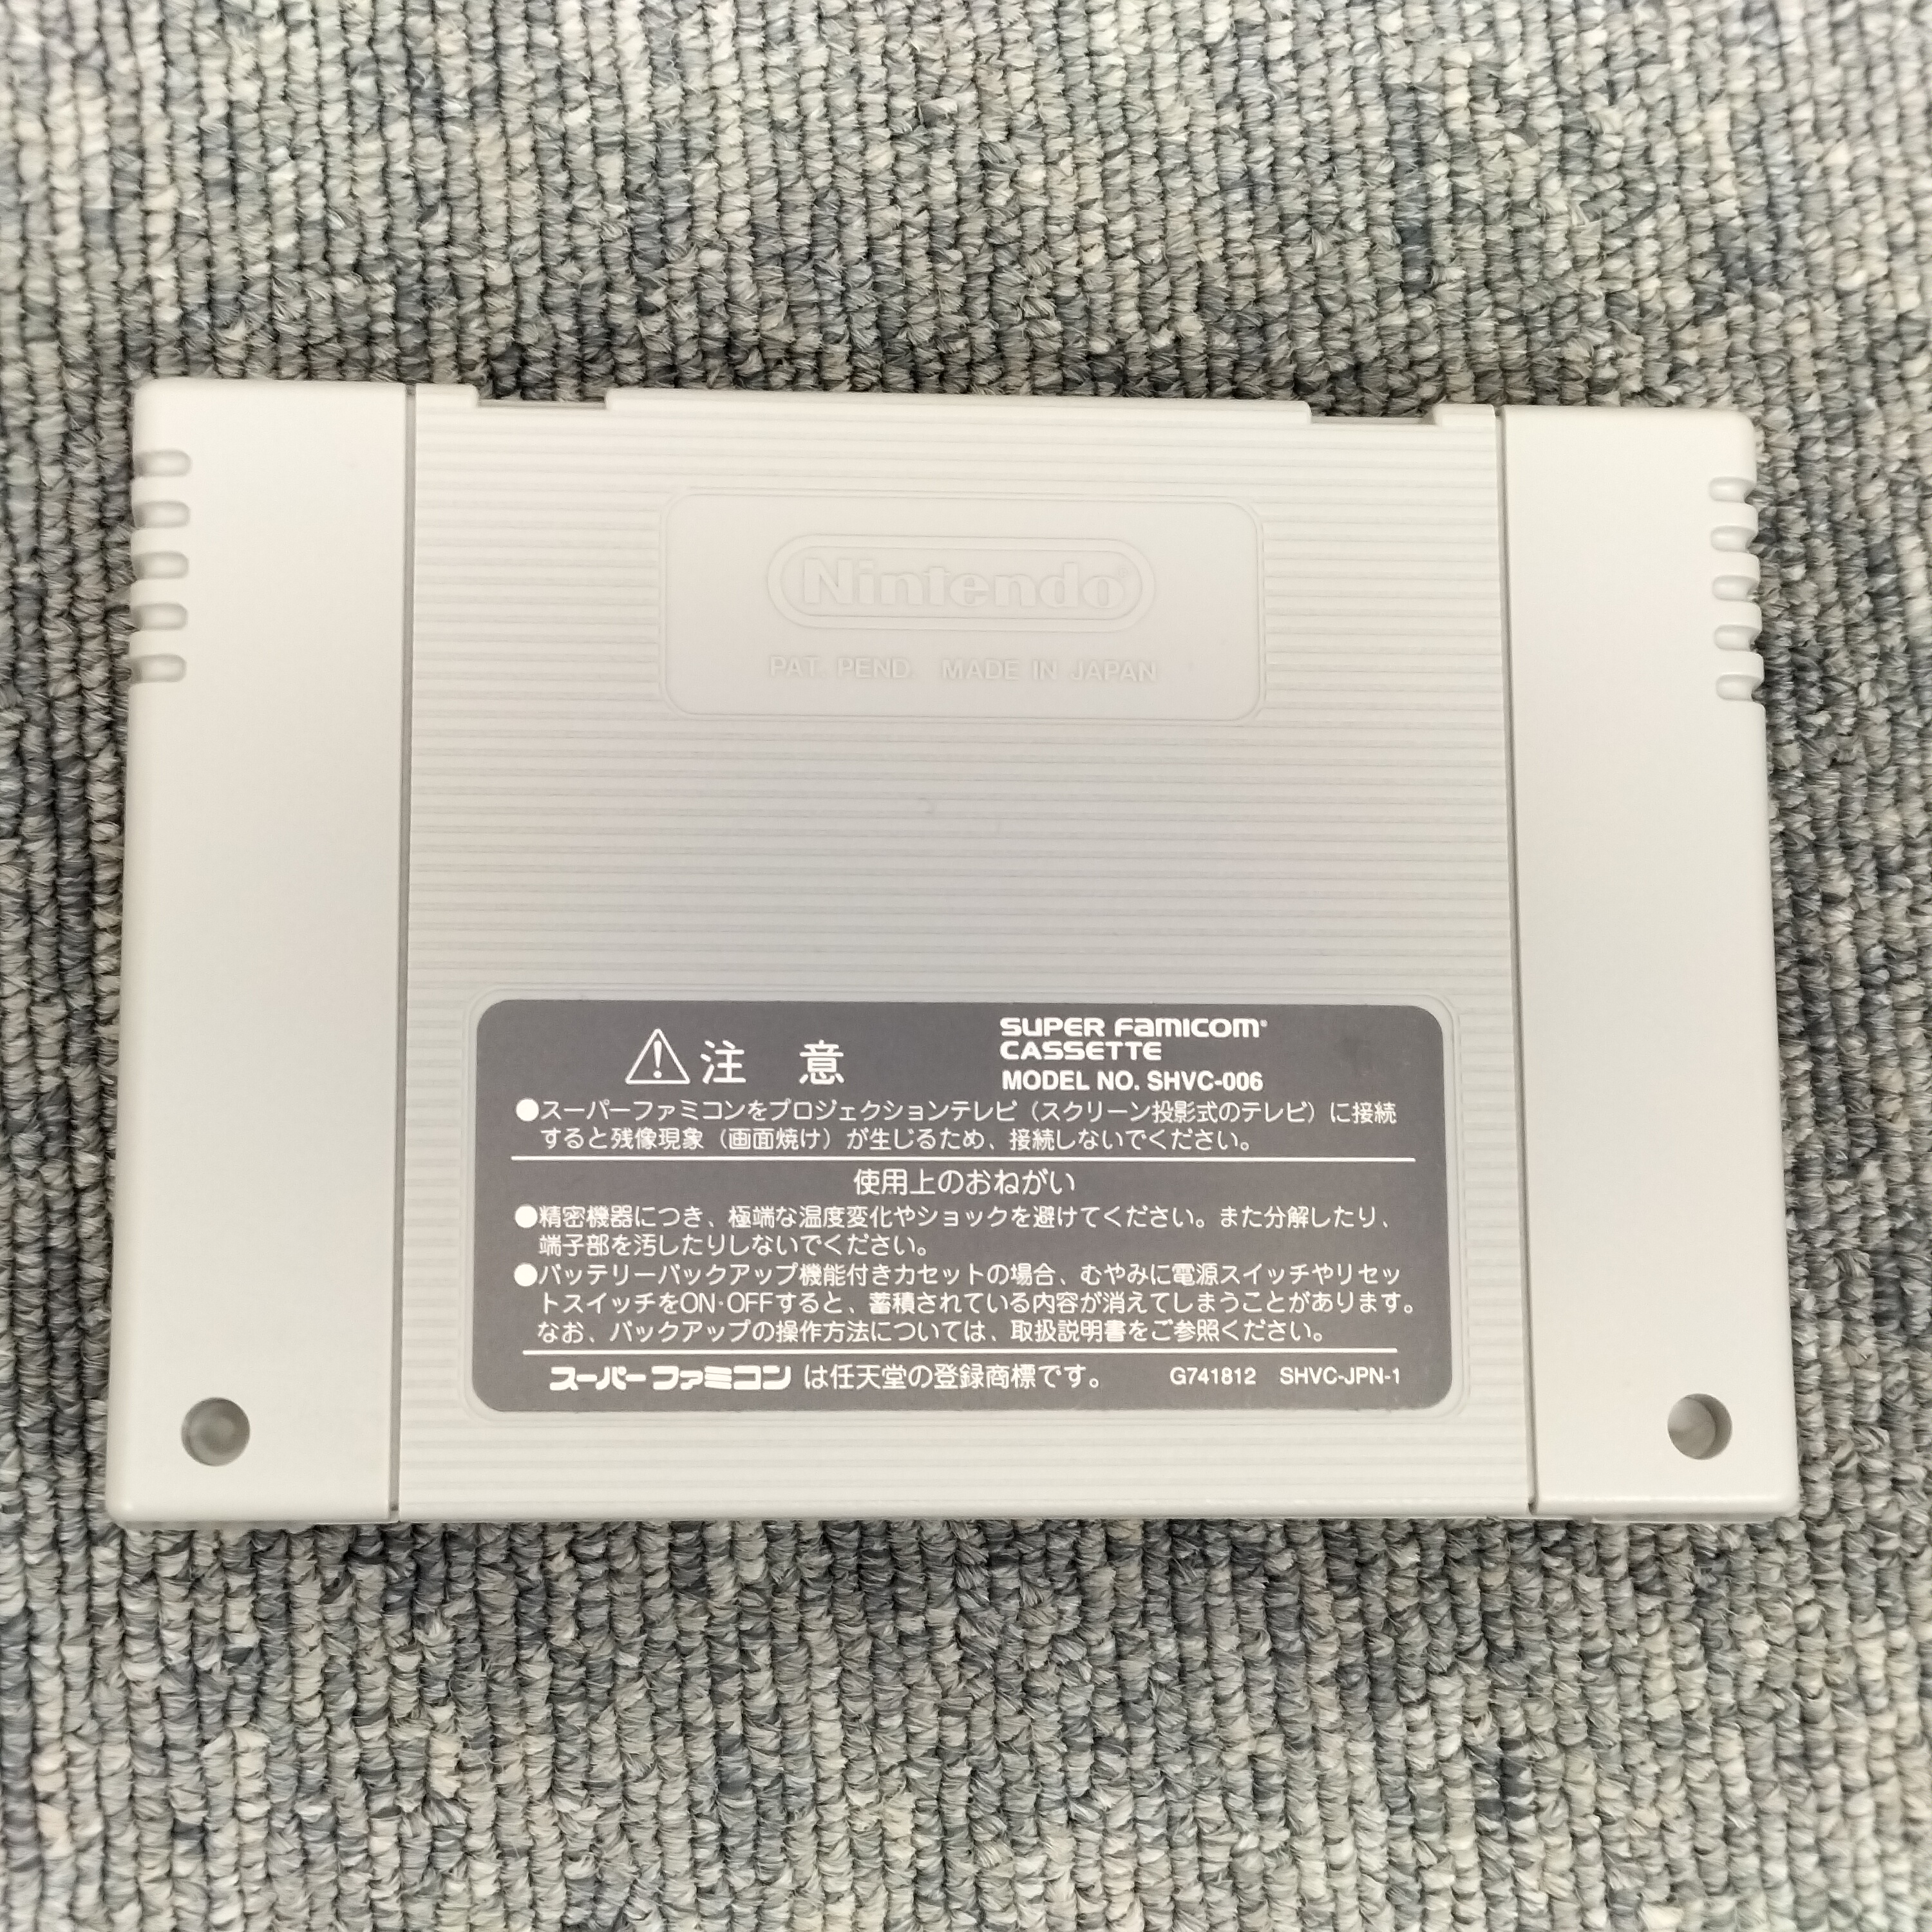 Nintendo®
PAT. PEND. MADE IN JAPAN
⚠注 意
SUPER FAMICOM®
CASSETTE
MODEL NO. SHVC-006
●スーパーファミコンをプロジェクションテレビ（スクリーン投影式のテレビ）に接続
すると残像現象（画面焼け）が生じるため、接続しないでください。
使用上のおねがい
●精密機器につき、極端な温度変化やショックを避けてください。また分解したり、
端子部を汚したりしないでください。
●バッテリーバックアップ機能付きカセットの場合、むやみに電源スイッチやリセッ
トスイッチをON·OFFすると、蓄積されている内容が消えてしまうことがあります。
なお、バックアップの操作方法については、取扱説明書をご参照ください。
スーパーファミコン は任天堂の登録商標です。 G741812 SHVC-JPN-1